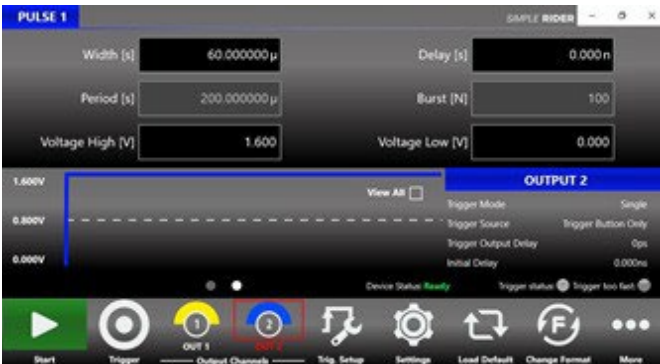 PULSE 1 SIMPLE RIDER
Width [s] 60.000000 µ Delay [s] 0.000 n
Period [s] 200.000000 µ Burst [N] 100
Voltage High [V] 1.600 Voltage Low [V] 0.000
1.600V View All OUTPUT 2
Trigger Mode Single
0.800V Trigger Source Trigger Button Only
Trigger Output Delay 0ps
0.000V Initial Delay 0.000ns
Device Status: Ready Trigger status Trigger too fast
1 2 F
OUT 1 OUT 2
Start Trigger Output Channels Trig. Setup Settings Load Default Change Format More